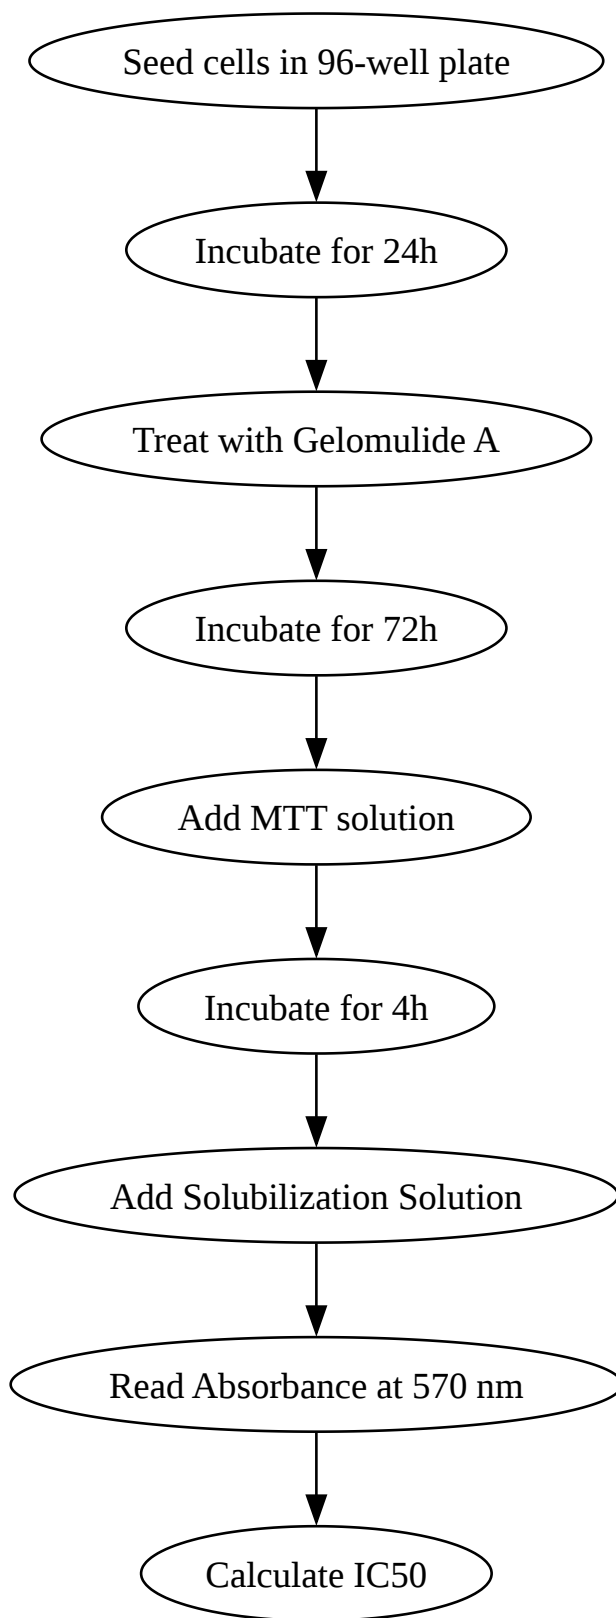 Seed cells in 96-well plate
Incubate for 24h
Treat with Gelomulide A
Incubate for 72h
Add MTT solution
Incubate for 4h
Add Solubilization Solution
Read Absorbance at 570 nm
Calculate IC50